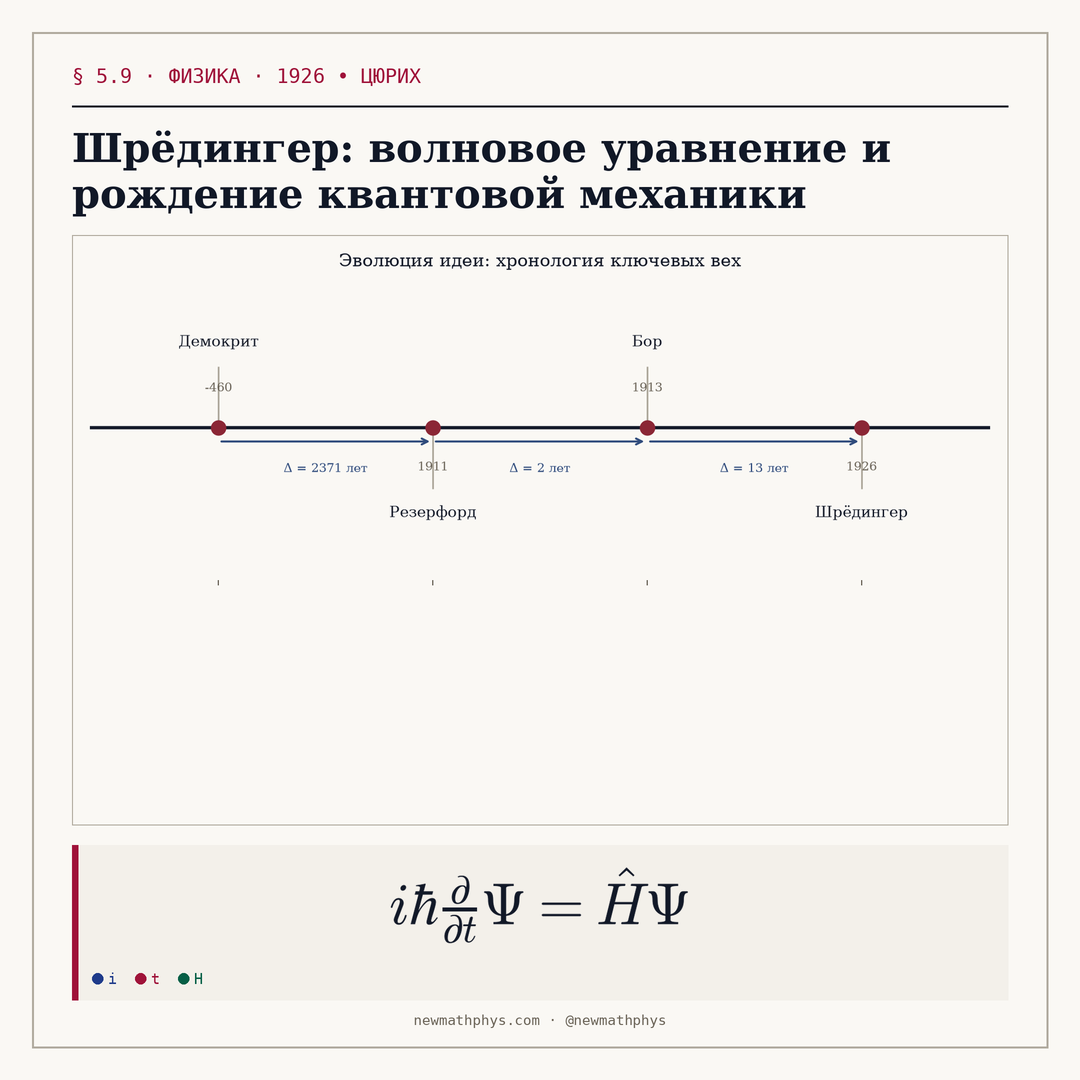 § 5.9 · ФИЗИКА · 1926 • ЦЮРИХ
Шрёдингер: волновое уравнение и
рождение квантовой механики
Эволюция идеи: хронология ключевых вех
Демокрит
Бор
-460
1913
Δ = 2371 лет
1911
Δ = 2 лет
Δ = 13 лет
1926
Резерфорд
Шрёдингер
iℏ ∂/∂t Ψ = ĤΨ
i t H
newmathphys.com · @newmathphys